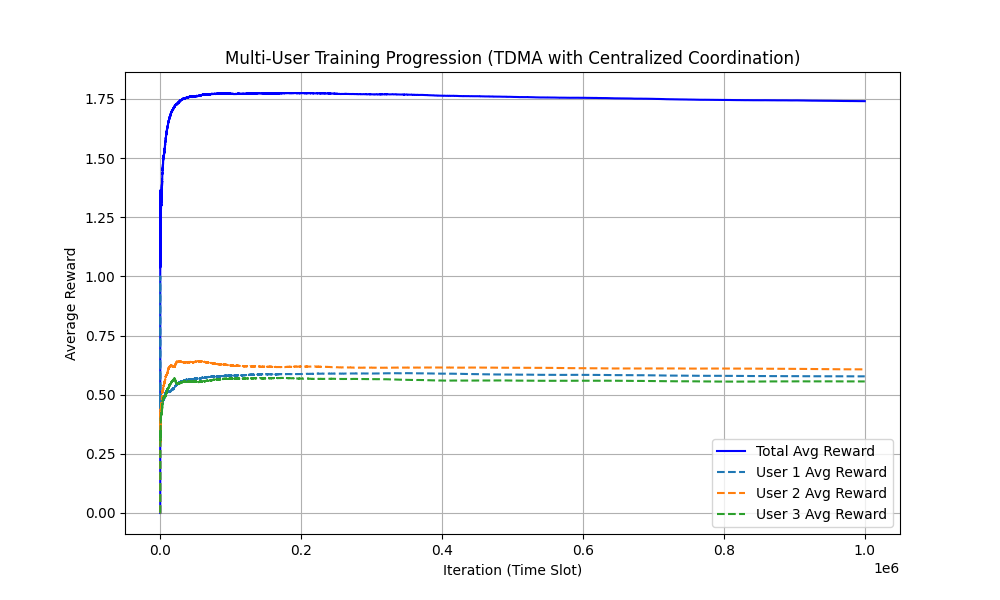 Multi-User Training Progression (TDMA with Centralized Coordination)
Average Reward
1.75
1.50
1.25
1.00
0.75
0.50
0.25
0.00
Total Avg Reward
User 1 Avg Reward
User 2 Avg Reward
User 3 Avg Reward
0.0 0.2 0.4 0.6 0.8 1.0
1e6
Iteration (Time Slot)